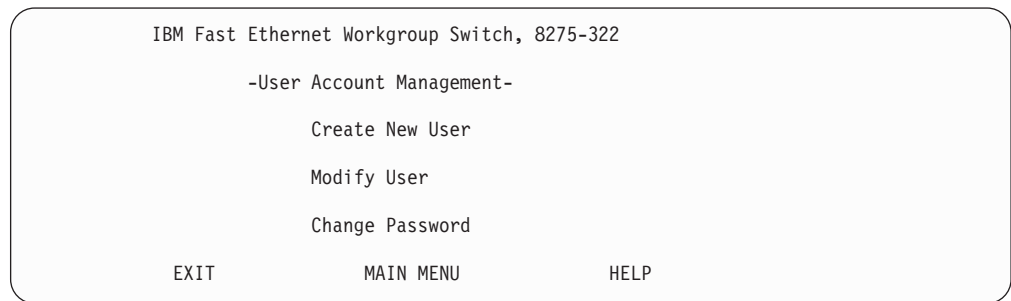 IBM Fast Ethernet Workgroup Switch, 8275-322
-User Account Management-
Create New User
Modify User
Change Password
EXIT MAIN MENU HELP